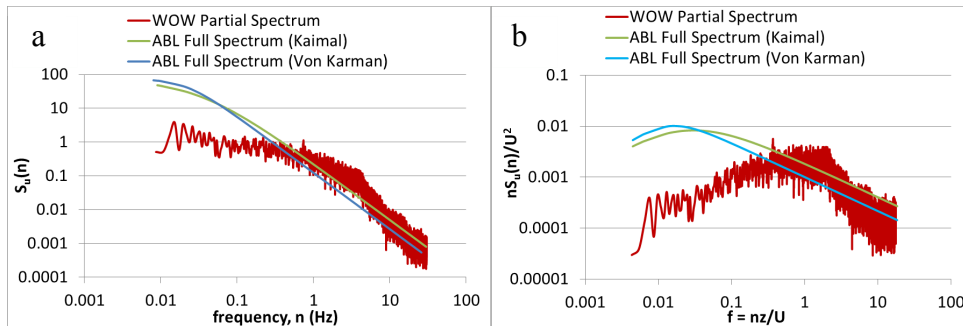 a
WOW Partial Spectrum
ABL Full Spectrum (Kaimal)
ABL Full Spectrum (Von Karman)
100
10
1
0.1
0.01
0.001
0.0001
S_u(n)
0.001 0.01 0.1 1 10 100
frequency, n (Hz)
b
WOW Partial Spectrum
ABL Full Spectrum (Kaimal)
ABL Full Spectrum (Von Karman)
0.1
0.01
0.001
0.0001
0.00001
nS_u(n)/U²
0.001 0.01 0.1 1 10 100
f = nz/U